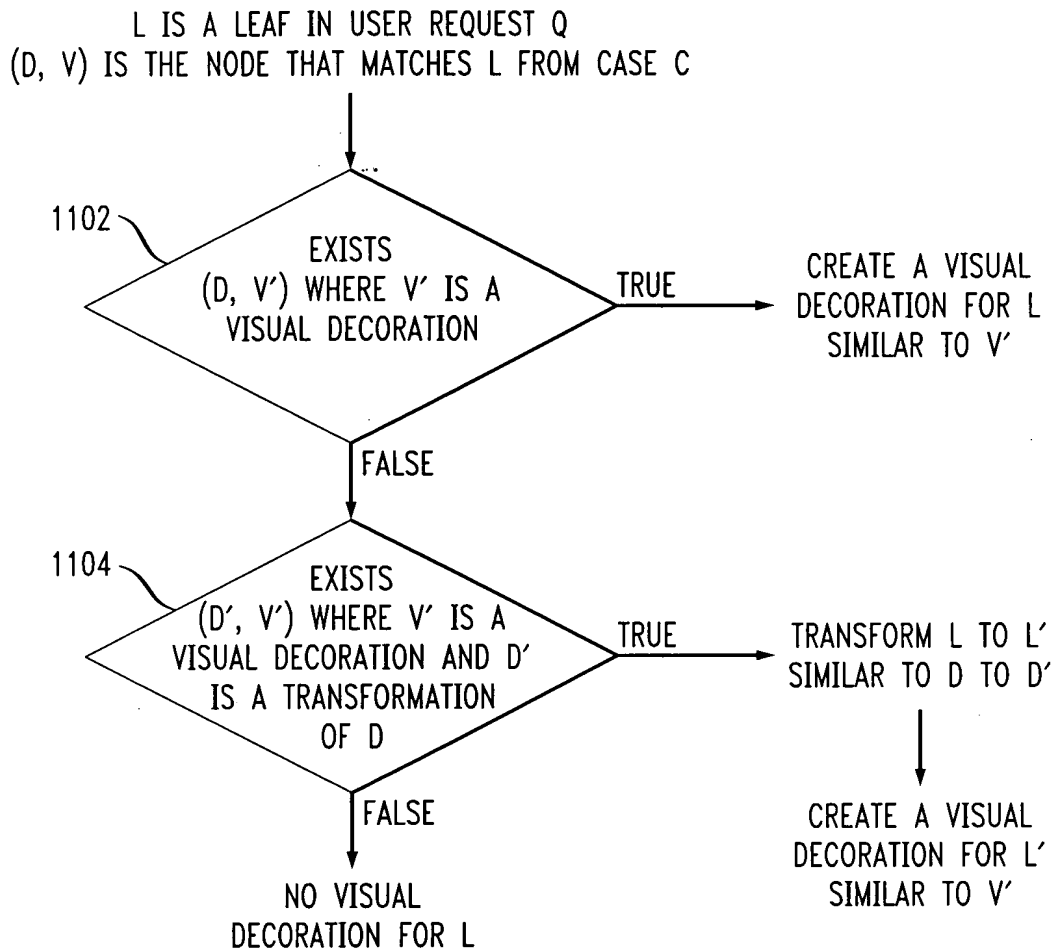 L IS A LEAF IN USER REQUEST Q
(D, V) IS THE NODE THAT MATCHES L FROM CASE C
1102
EXISTS
(D, V′) WHERE V′ IS A
VISUAL DECORATION
TRUE
CREATE A VISUAL
DECORATION FOR L
SIMILAR TO V′
FALSE
1104
EXISTS
(D′, V′) WHERE V′ IS A
VISUAL DECORATION AND D′
IS A TRANSFORMATION
OF D
TRUE
TRANSFORM L TO L′
SIMILAR TO D TO D′
FALSE
CREATE A VISUAL
DECORATION FOR L′
SIMILAR TO V′
NO VISUAL
DECORATION FOR L